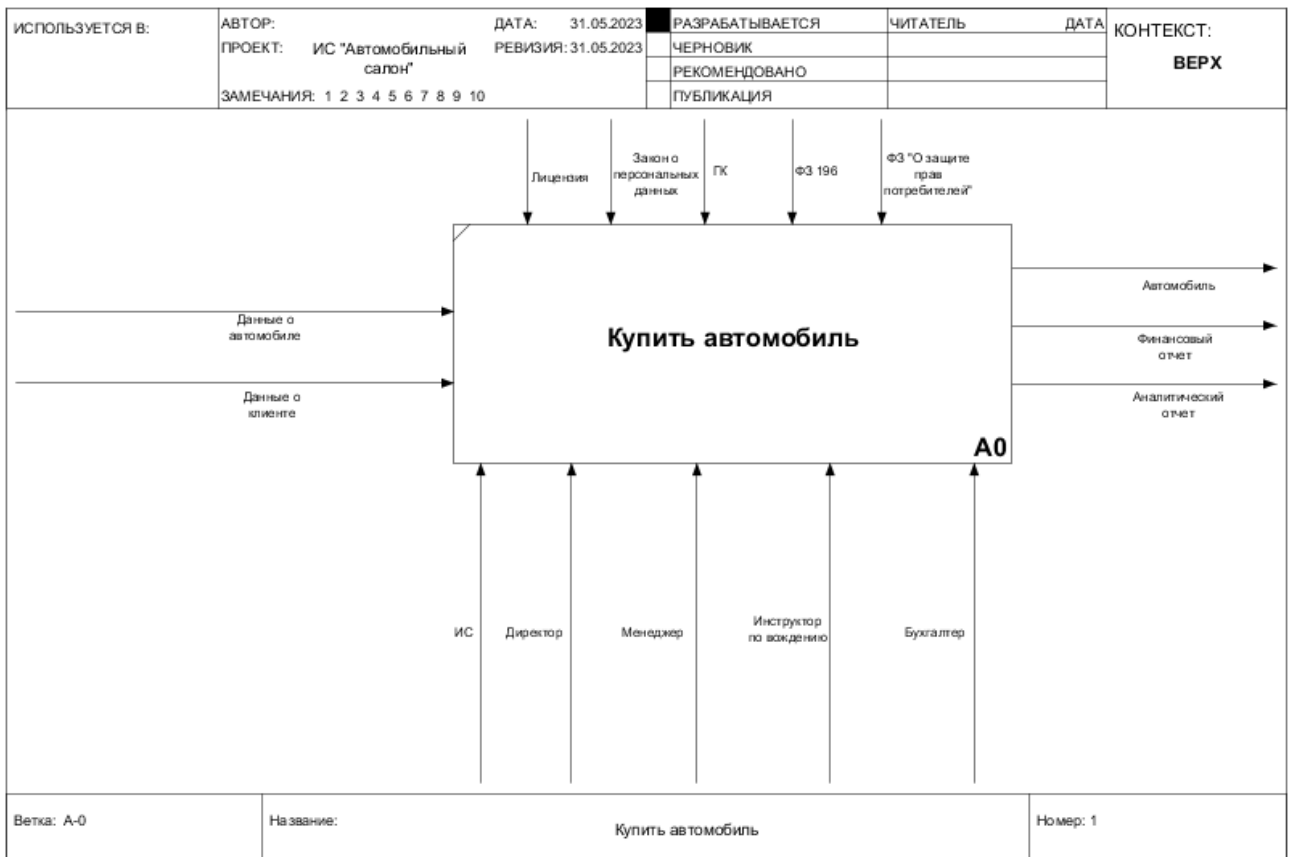 ИСПОЛЬЗУЕТСЯ В:
АВТОР:
ДАТА: 31.05.2023
РАЗРАБАТЫВАЕТСЯ
ЧИТАТЕЛЬ
ДАТА
КОНТЕКСТ:
ПРОЕКТ: ИС "Автомобильный
салон"
РЕВИЗИЯ: 31.05.2023
ЧЕРНОВИК
ВЕРХ
РЕКОМЕНДОВАНО
ЗАМЕЧАНИЯ: 1 2 3 4 5 6 7 8 9 10
ПУБЛИКАЦИЯ
Лицензия
Закон о
персональных
данных
ГК
ФЗ 196
ФЗ "О защите
прав
потребителей"
Данные о
автомобиле
Данные о
клиенте
Купить автомобиль
A0
Автомобиль
Финансовый
отчет
Аналитический
отчет
ИС
Директор
Менеджер
Инструктор
по вождению
Бухгалтер
Ветка: A-0
Название:
Купить автомобиль
Номер: 1